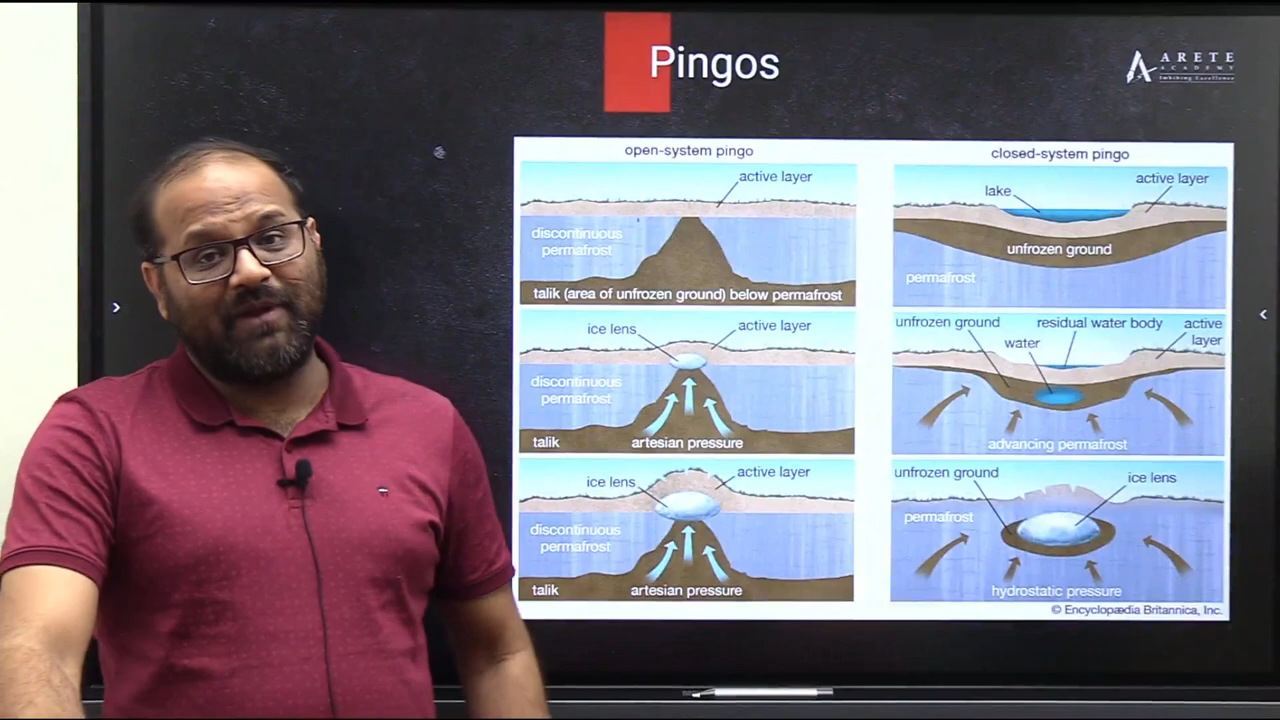 Pingos
ARETE
ACADEMY
Imbibing Excellence
open-system pingo
active layer
discontinuous
permafrost
talik (area of unfrozen ground) below permafrost
ice lens
active layer
discontinuous
permafrost
talik
artesian pressure
ice lens
active layer
discontinuous
permafrost
talik
artesian pressure
closed-system pingo
lake
active layer
unfrozen ground
permafrost
unfrozen ground
residual water body
active
layer
water
advancing permafrost
unfrozen ground
ice lens
permafrost
hydrostatic pressure
© Encyclopædia Britannica, Inc.